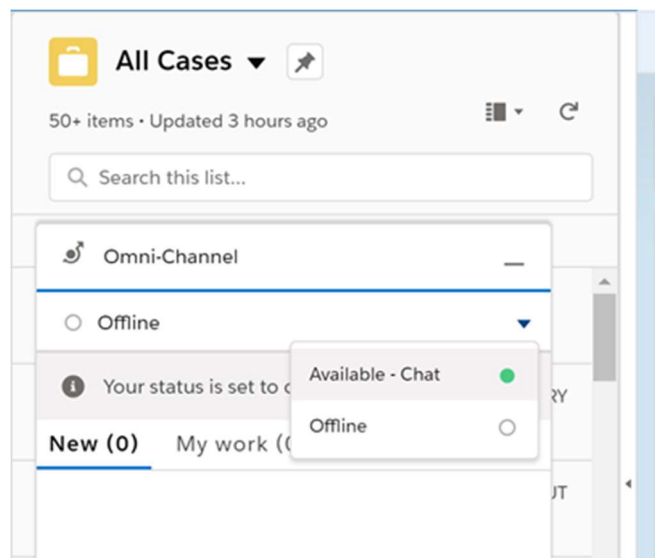 All Cases
50+ items • Updated 3 hours ago
Search this list...
Omni-Channel
Offline
Available - Chat
Your status is set to
RY
Offline
New (0) My work (
UT